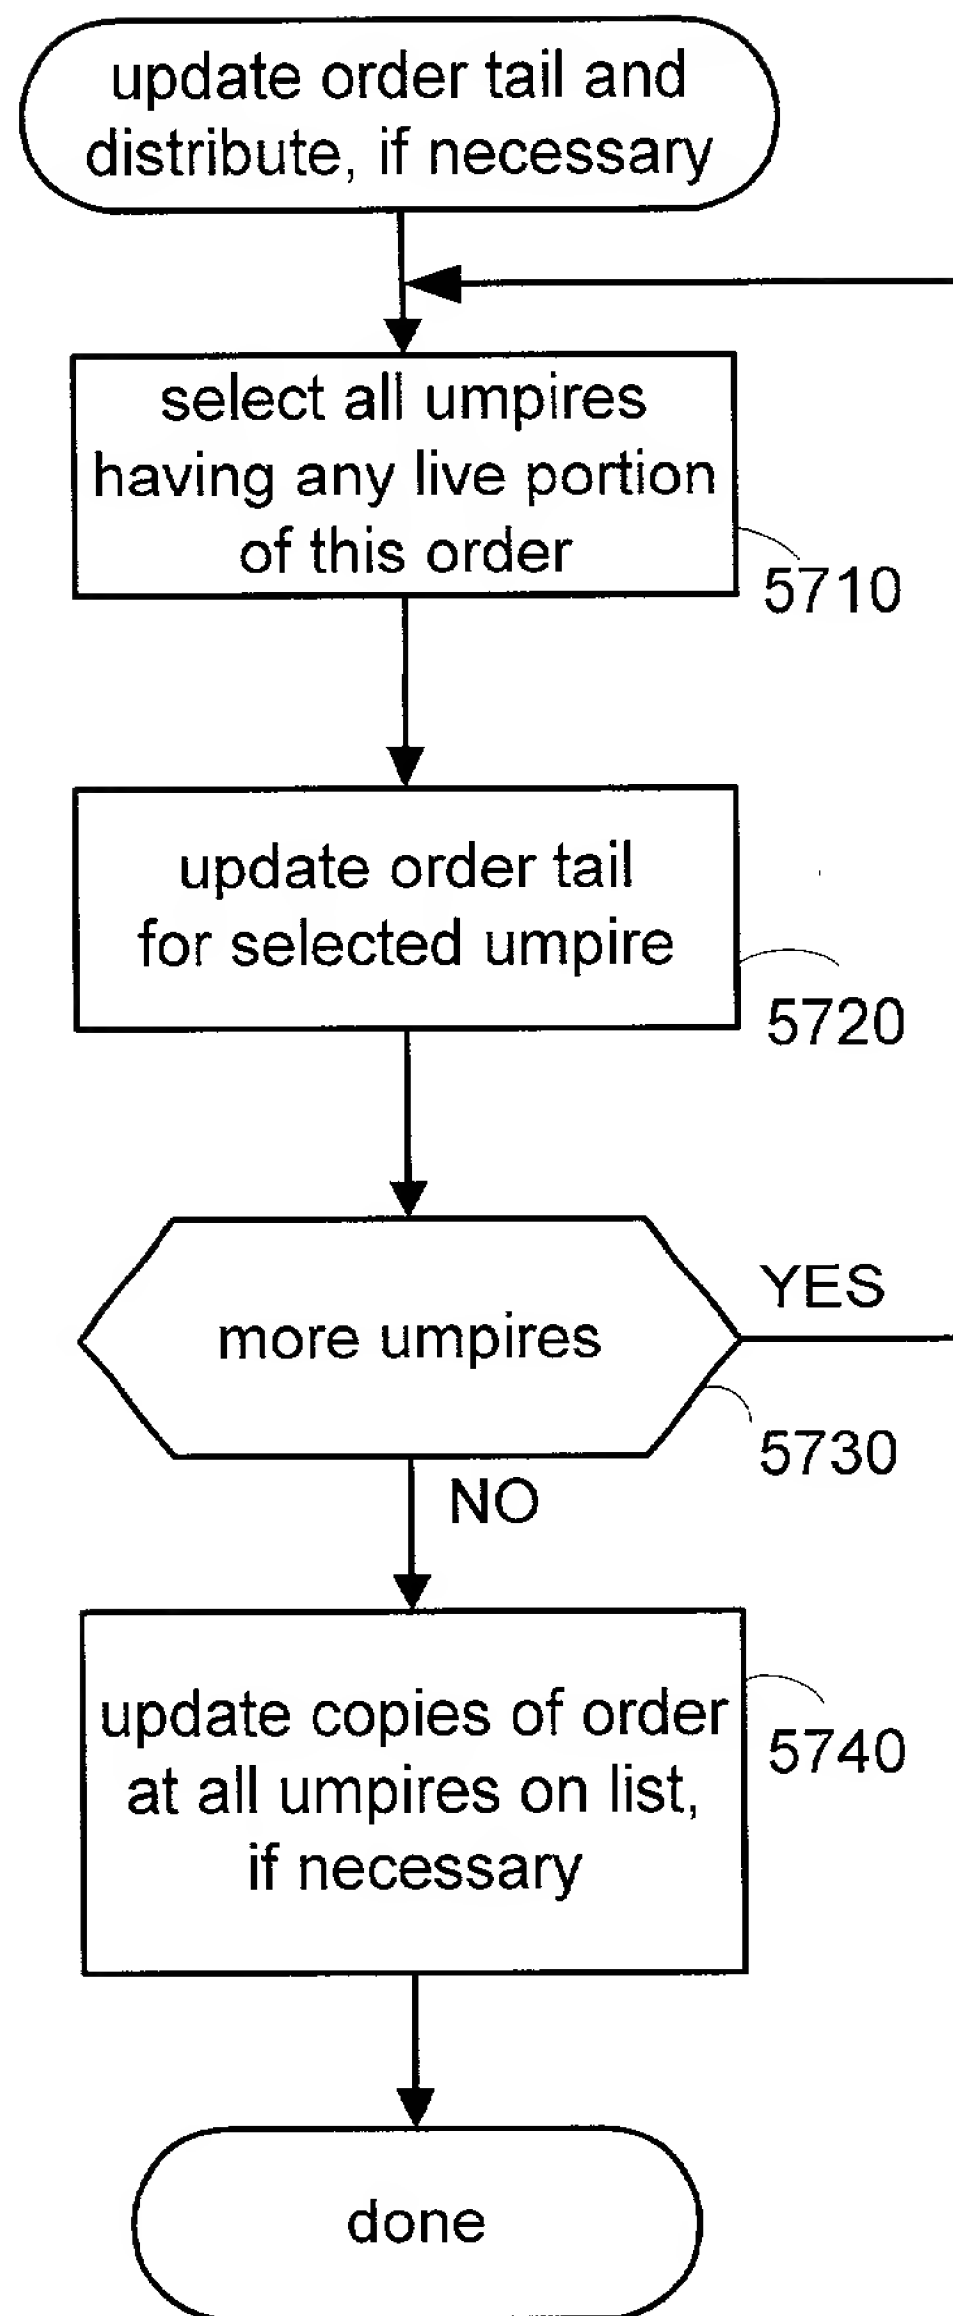 update order tail and
distribute, if necessary
select all umpires
having any live portion
of this order
5710
update order tail
for selected umpire
5720
YES
more umpires
5730
NO
update copies of order
at all umpires on list,
if necessary
5740
done